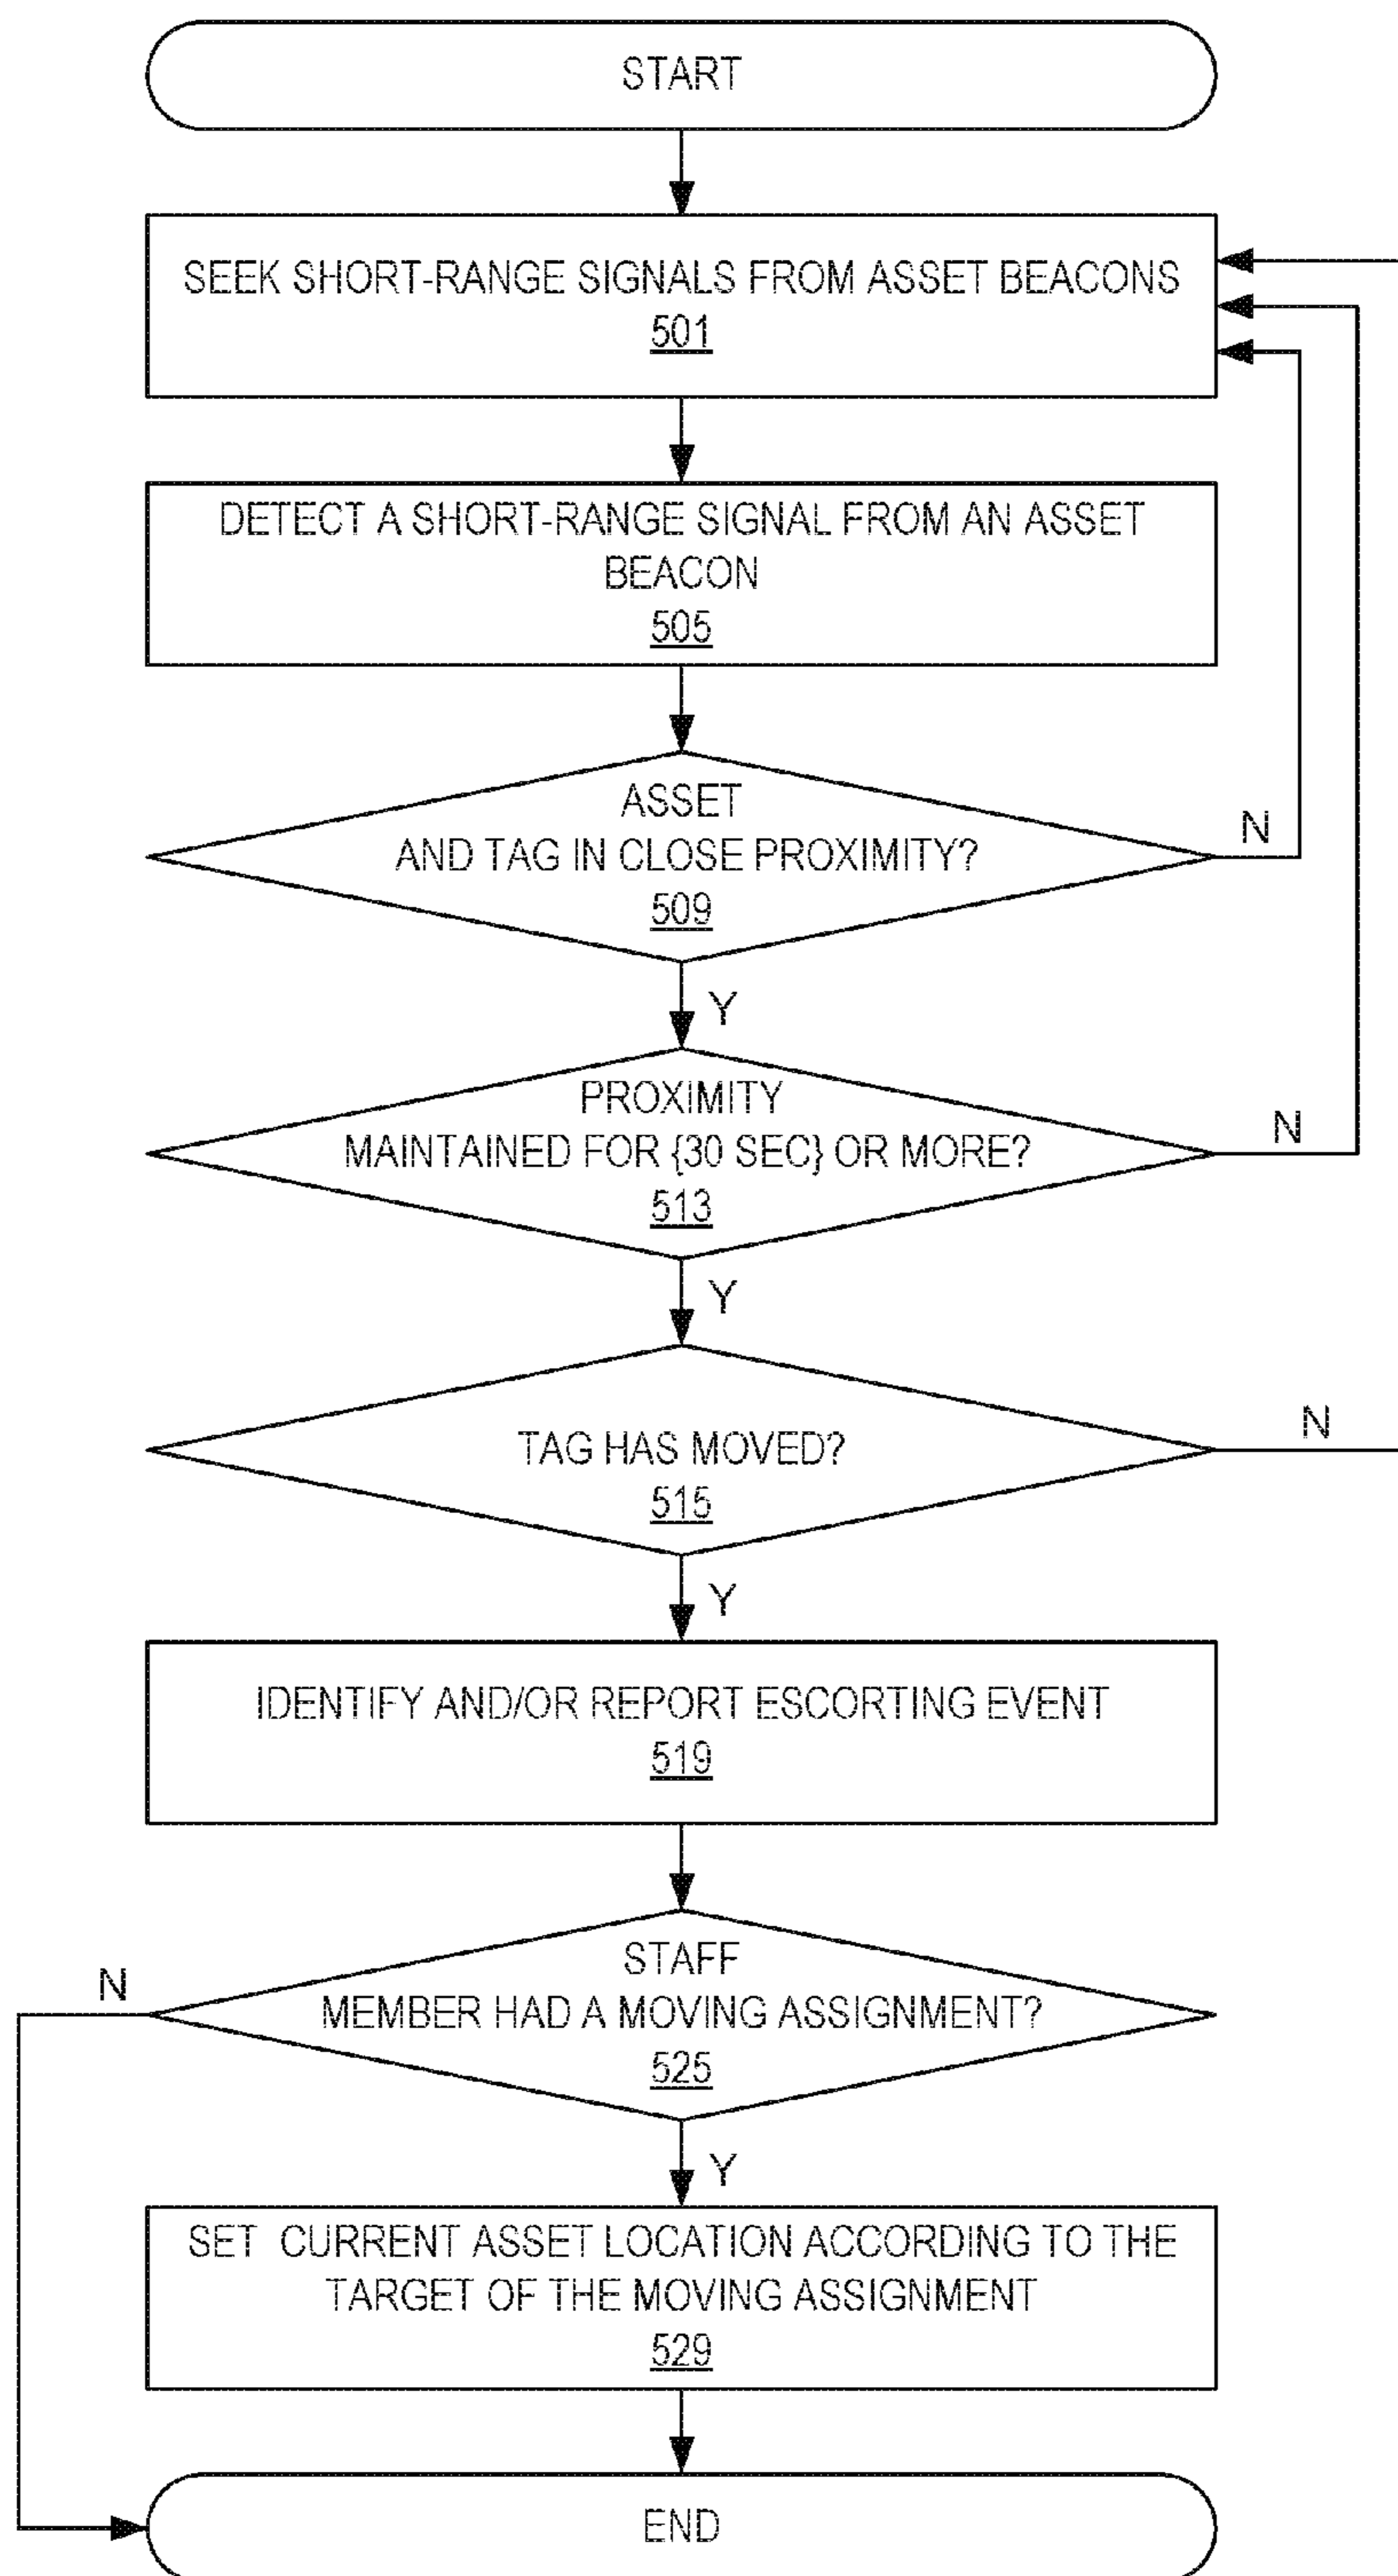 START
SEEK SHORT-RANGE SIGNALS FROM ASSET BEACONS
501
DETECT A SHORT-RANGE SIGNAL FROM AN ASSET
BEACON
505
ASSET
AND TAG IN CLOSE PROXIMITY?
509
N
Y
PROXIMITY
MAINTAINED FOR {30 SEC} OR MORE?
513
N
Y
TAG HAS MOVED?
515
N
Y
IDENTIFY AND/OR REPORT ESCORTING EVENT
519
STAFF
MEMBER HAD A MOVING ASSIGNMENT?
525
N
Y
SET CURRENT ASSET LOCATION ACCORDING TO THE
TARGET OF THE MOVING ASSIGNMENT
529
END